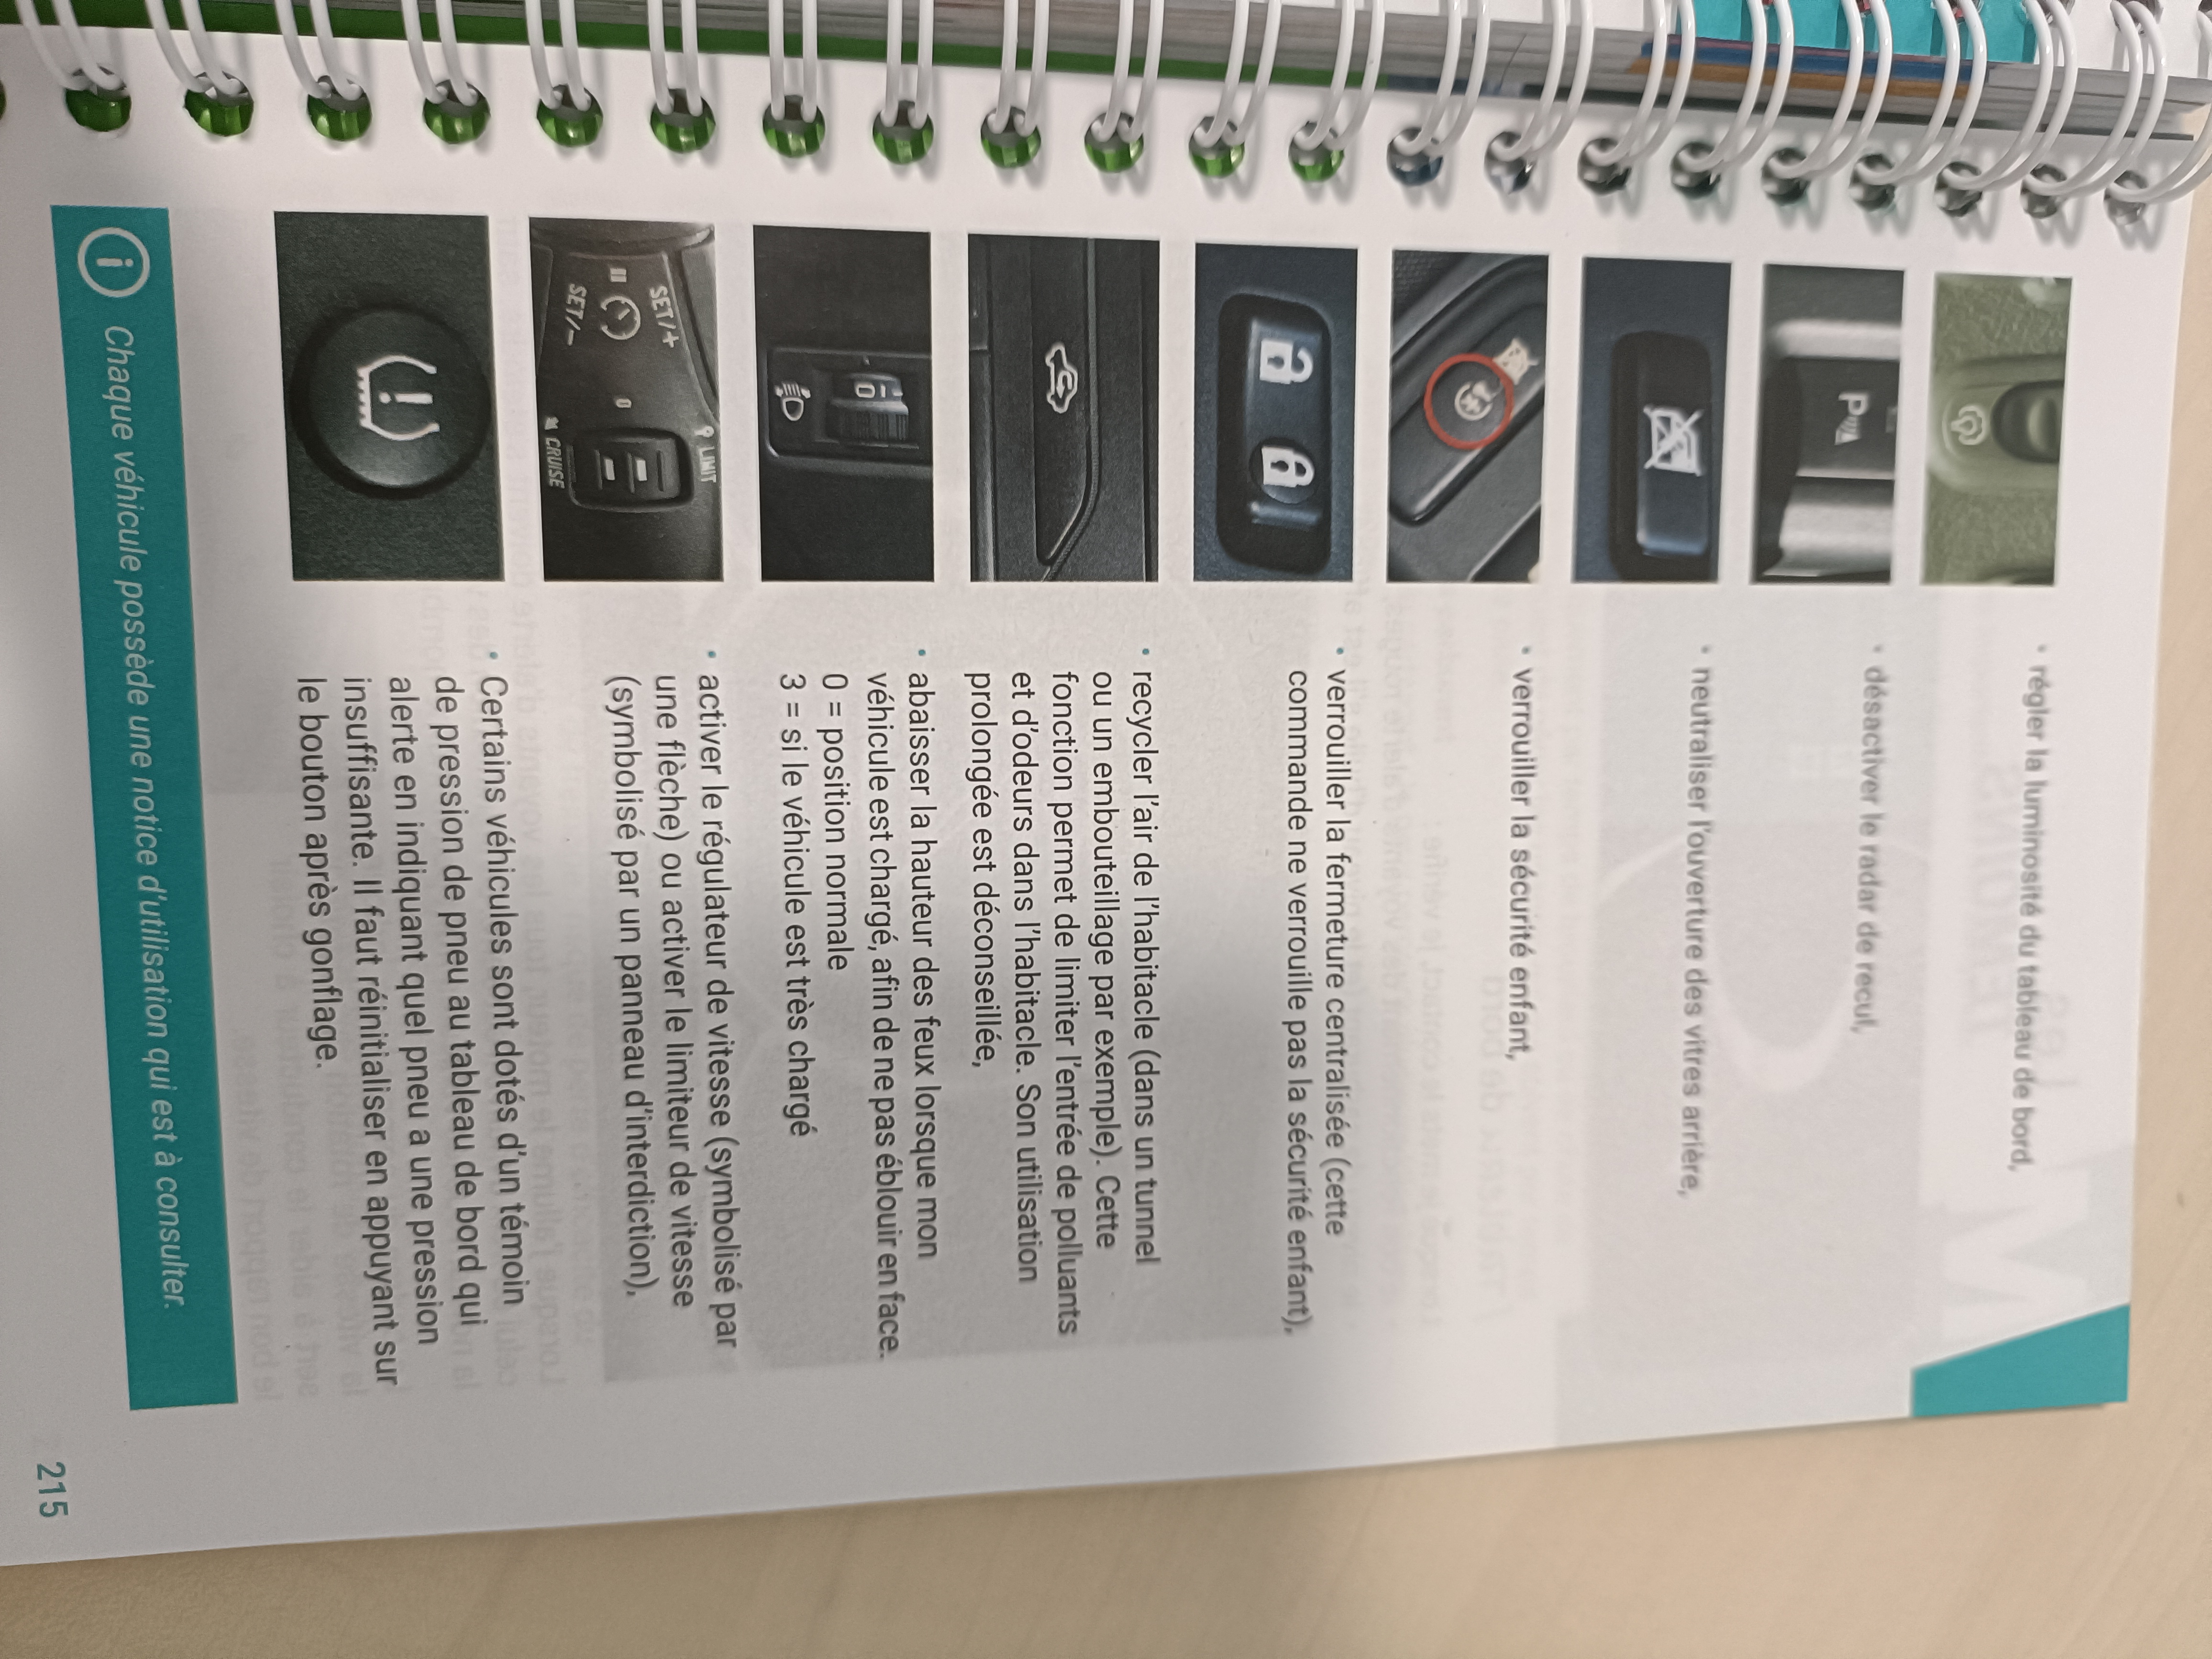 • régler la luminosité du tableau de bord,
P
• désactiver le radar de recul,
• neutraliser l'ouverture des vitres arrière,
• verrouiller la sécurité enfant,
• verrouiller la fermeture centralisée (cette
commande ne verrouille pas la sécurité enfant),
• recycler l'air de l'habitacle (dans un tunnel
ou un embouteillage par exemple). Cette
fonction permet de limiter l'entrée de polluants
et d'odeurs dans l'habitacle. Son utilisation
prolongée est déconseillée,
0
• abaisser la hauteur des feux lorsque mon
véhicule est chargé, afin de ne pas éblouir en face.
0 = position normale
3 = si le véhicule est très chargé
SET/+
LIMIT
0
SET/-
CRUISE
• activer le régulateur de vitesse (symbolisé par
une flèche) ou activer le limiteur de vitesse
(symbolisé par un panneau d'interdiction),
• Certains véhicules sont dotés d'un témoin
de pression de pneu au tableau de bord qui
alerte en indiquant quel pneu a une pression
insuffisante. Il faut réinitialiser en appuyant sur
le bouton après gonflage.
i Chaque véhicule possède une notice d'utilisation qui est à consulter.
215